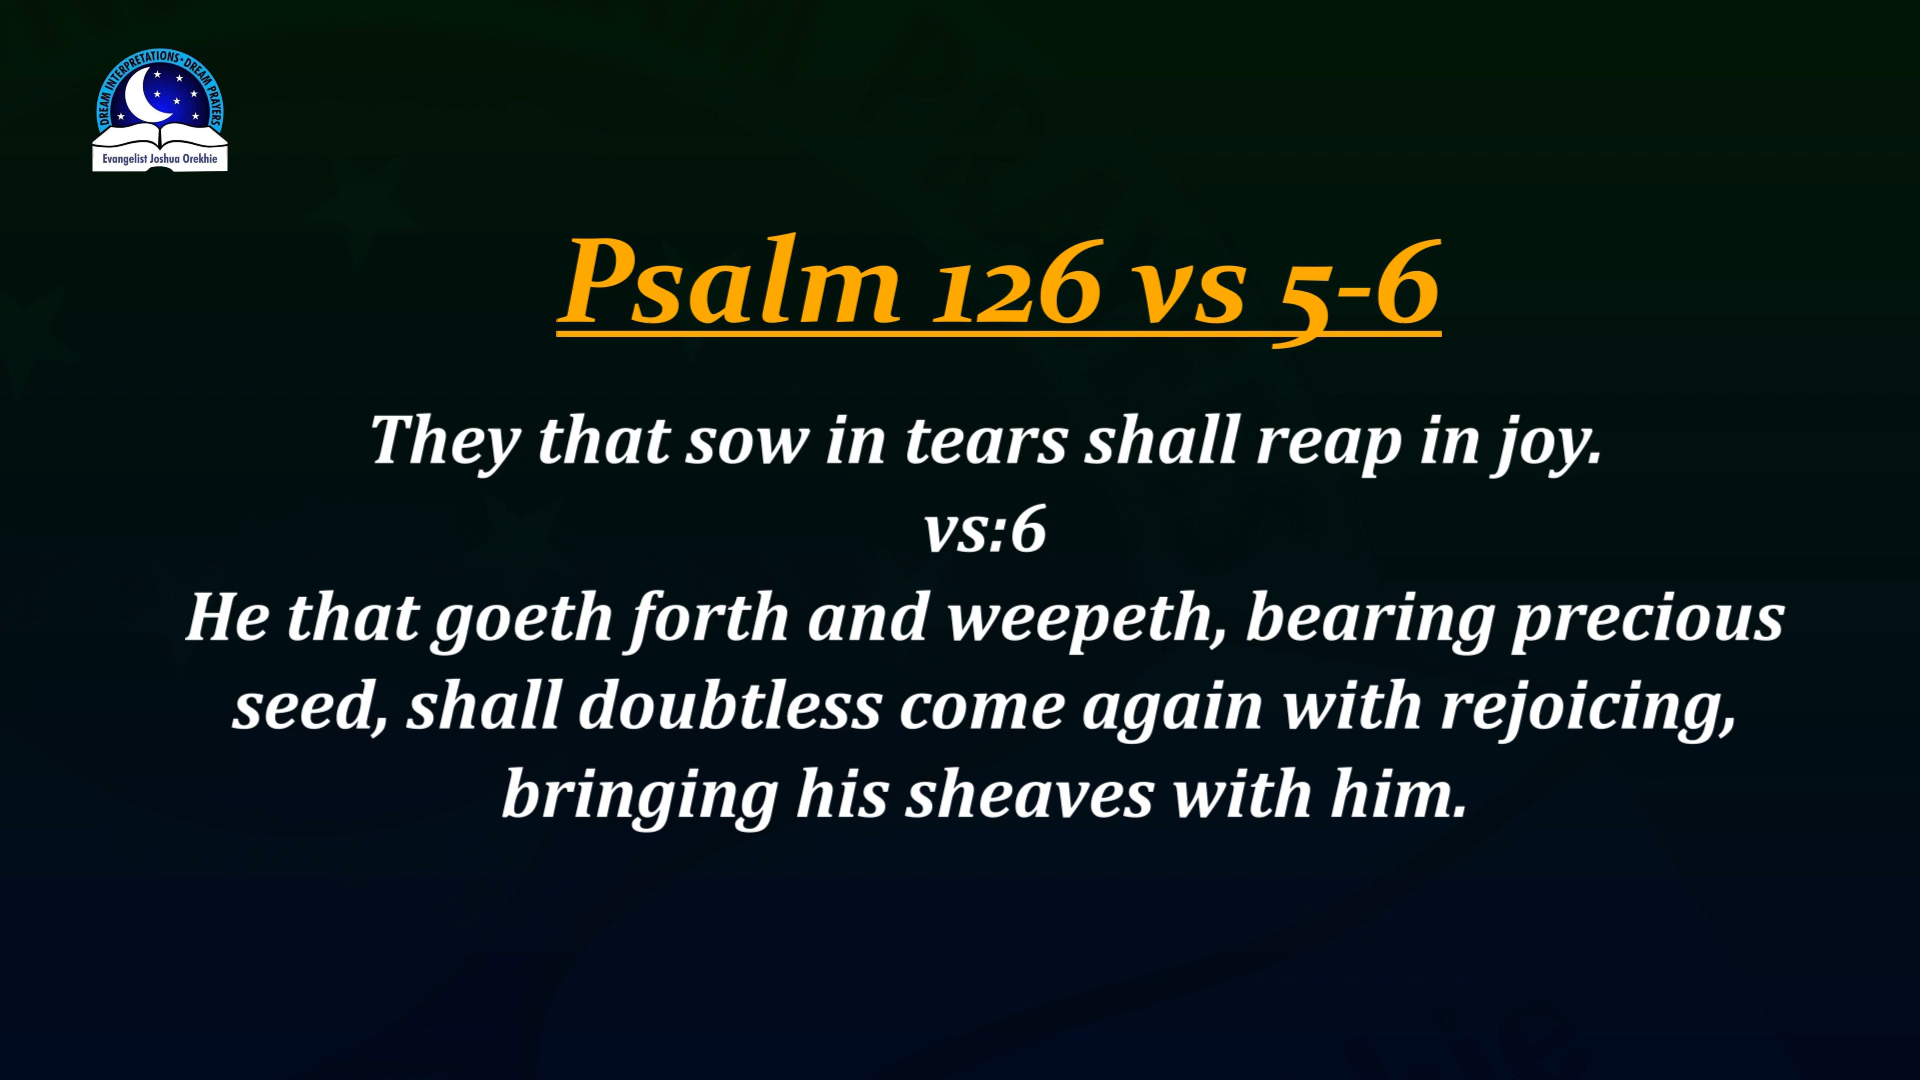 DREAM INTERPRETATIONS • DREAM PRAYERS
Evangelist Joshua Orekhie
Psalm 126 vs 5-6
They that sow in tears shall reap in joy.
vs:6
He that goeth forth and weepeth, bearing precious
seed, shall doubtless come again with rejoicing,
bringing his sheaves with him.